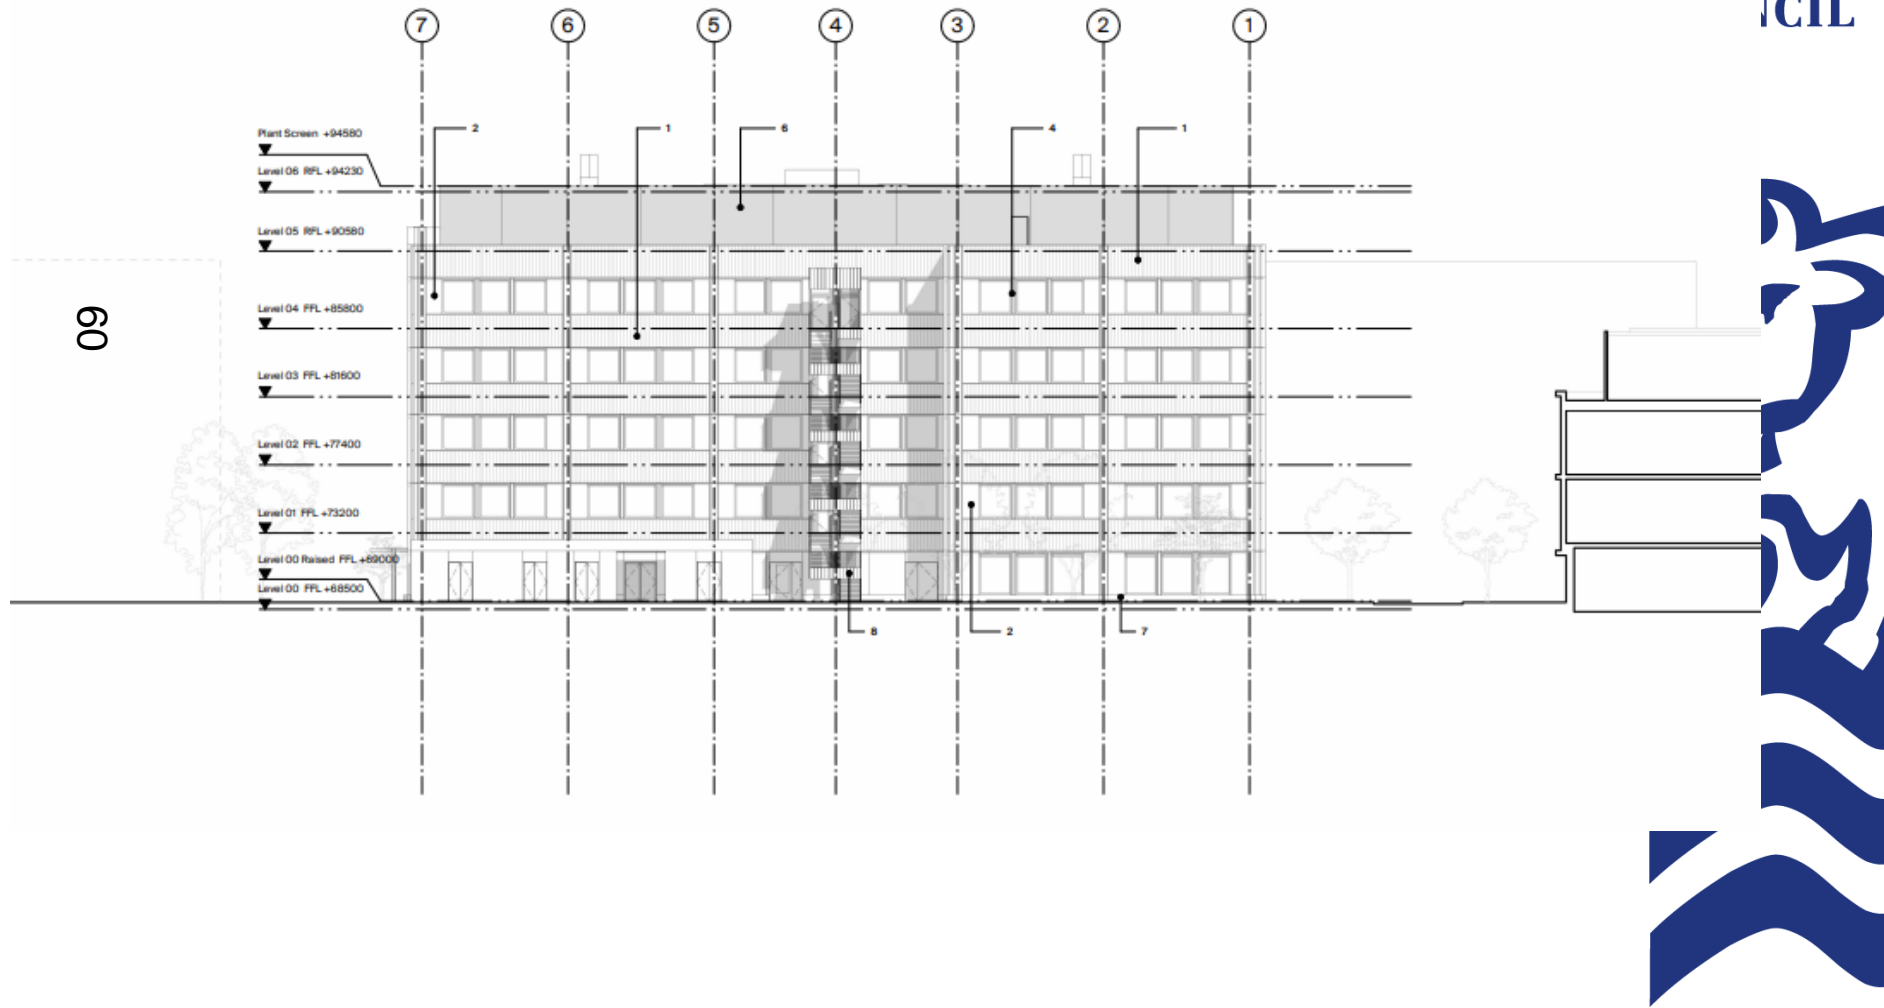 NCIL
7 6 5 4 3 2 1
2 1 6 4 1
Plant Screen +94580
Level 06 RFL +94230
Level 05 RFL +90580
Level 04 FFL +85800
Level 03 FFL +81600
Level 02 FFL +77400
Level 01 FFL +73200
Level 00 Raised FFL +69000
Level 00 FFL +68500
8 2 7
60